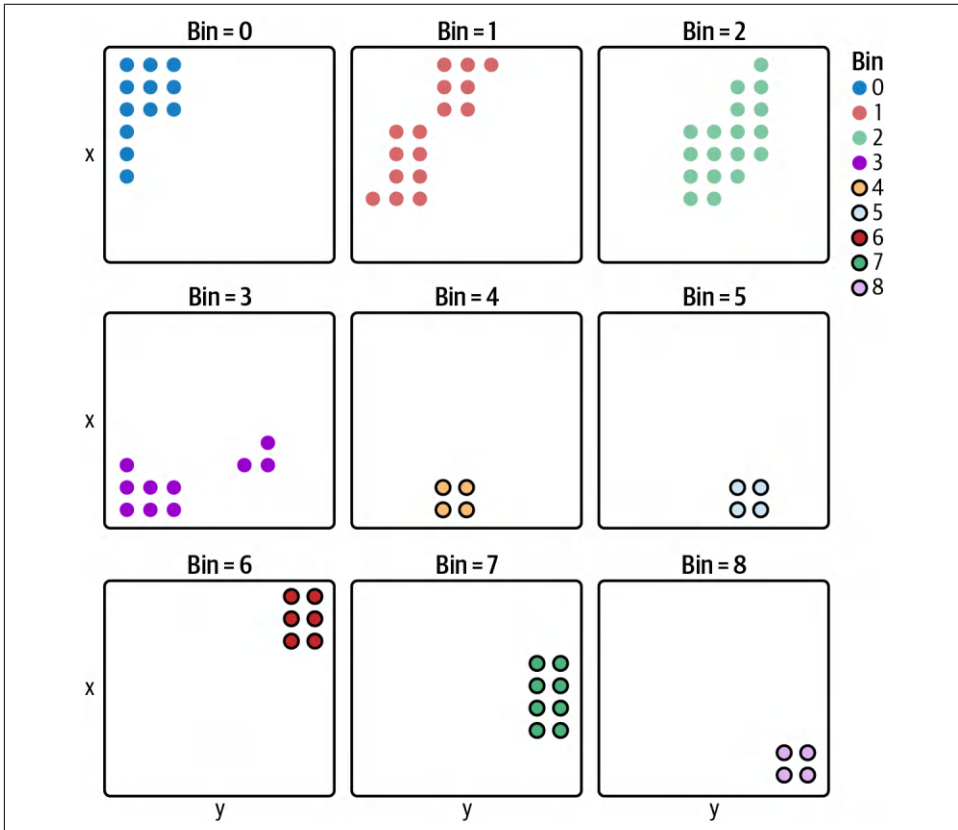 Bin = 0
Bin = 1
Bin = 2
Bin
0
1
2
3
4
5
6
7
8
x
Bin = 3
Bin = 4
Bin = 5
x
Bin = 6
Bin = 7
Bin = 8
x
y
y
y